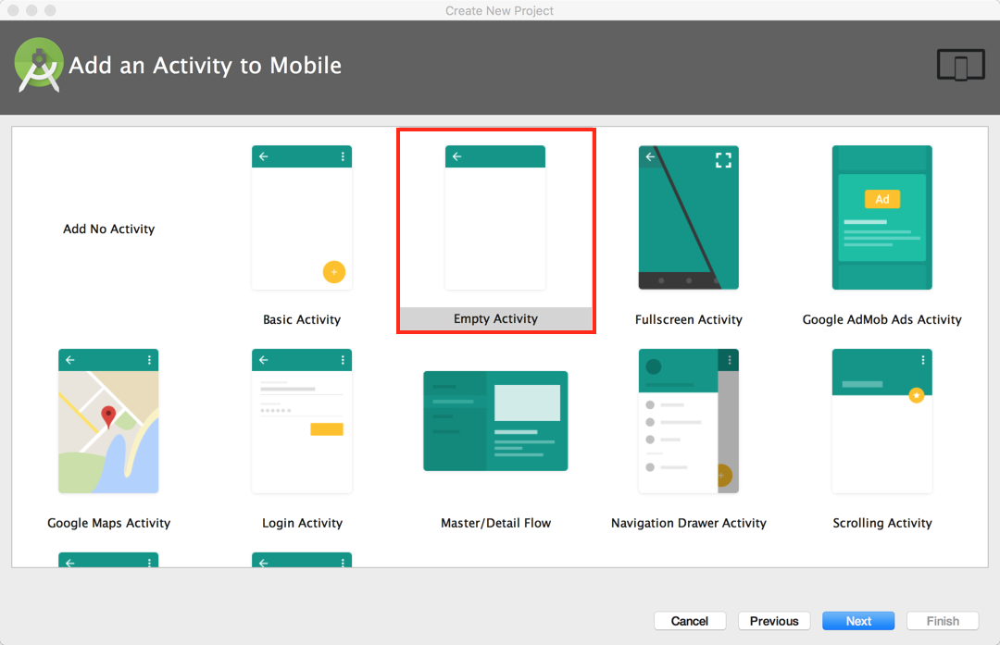 Create New Project
Add an Activity to Mobile
Add No Activity
Basic Activity
Empty Activity
Fullscreen Activity
Ad
Google AdMob Ads Activity
Google Maps Activity
Login Activity
Master/Detail Flow
Navigation Drawer Activity
Scrolling Activity
Cancel
Previous
Next
Finish